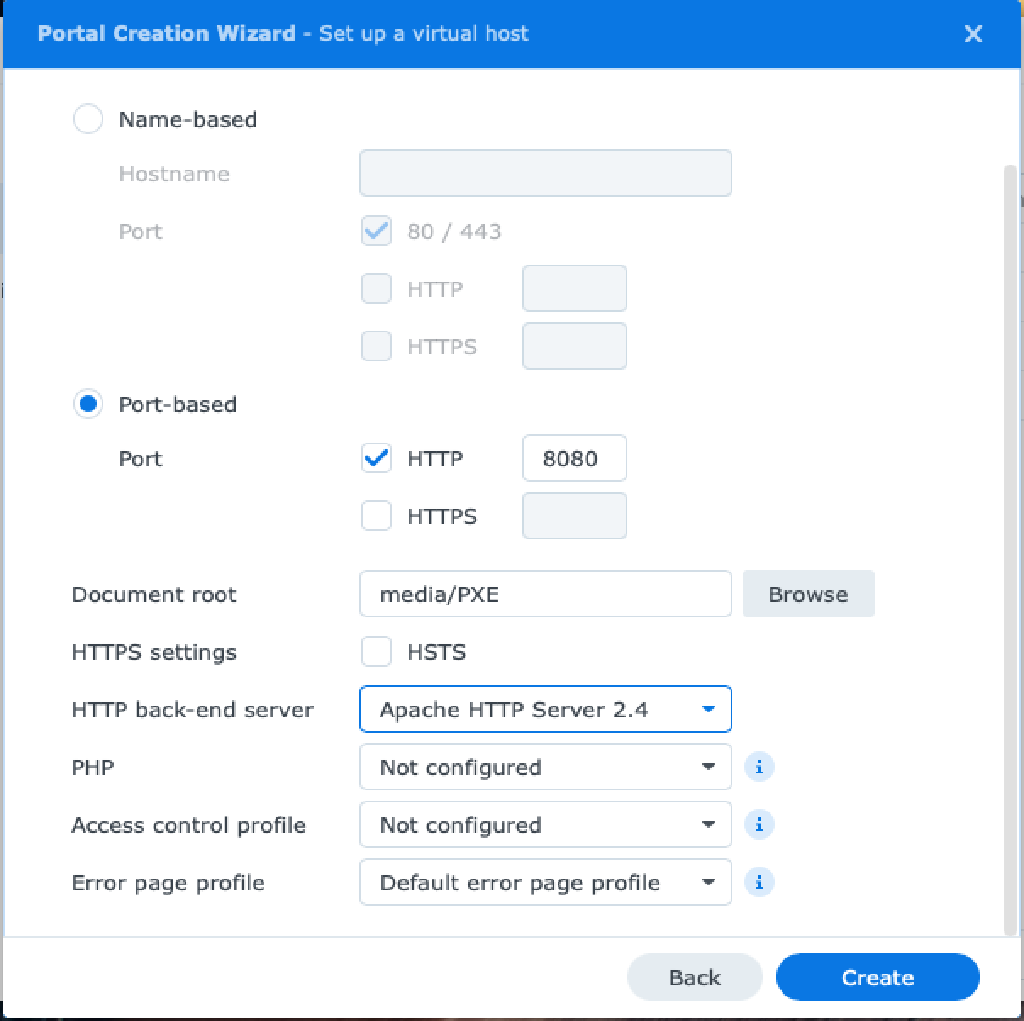 Portal Creation Wizard - Set up a virtual host
Name-based
Hostname
Port 80 / 443
HTTP
HTTPS
Port-based
Port HTTP 8080
HTTPS
Document root media/PXE Browse
HTTPS settings HSTS
HTTP back-end server Apache HTTP Server 2.4
PHP Not configured
Access control profile Not configured
Error page profile Default error page profile
Back Create